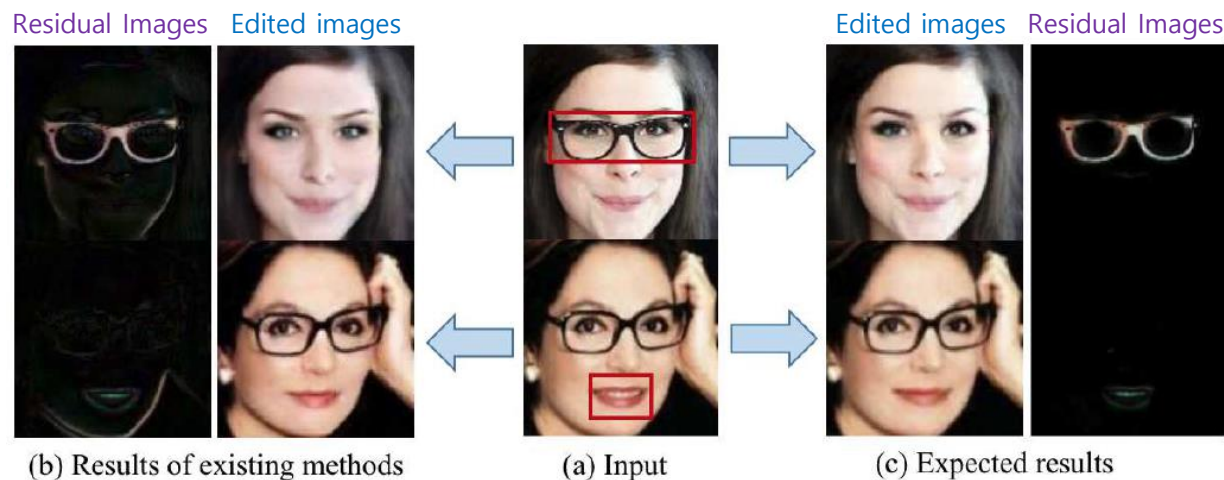 Residual Images Edited images Edited images Residual Images
(b) Results of existing methods (a) Input (c) Expected results